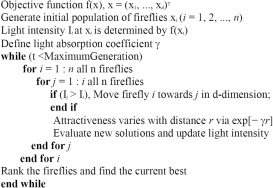 Objective function f(x), x = (x₁, ..., x_d)ᵀ
Generate initial population of fireflies xᵢ (i = 1, 2, ..., n)
Light intensity Iᵢ at xᵢ is determined by f(xᵢ)
Define light absorption coefficient γ
while (t <MaximumGeneration)
for i = 1 : n all n fireflies
for j = 1 : i all n fireflies
if (Iⱼ > Iᵢ), Move firefly i towards j in d-dimension;
end if
Attractiveness varies with distance r via exp[− γr]
Evaluate new solutions and update light intensity
end for j
end for i
Rank the fireflies and find the current best
end while